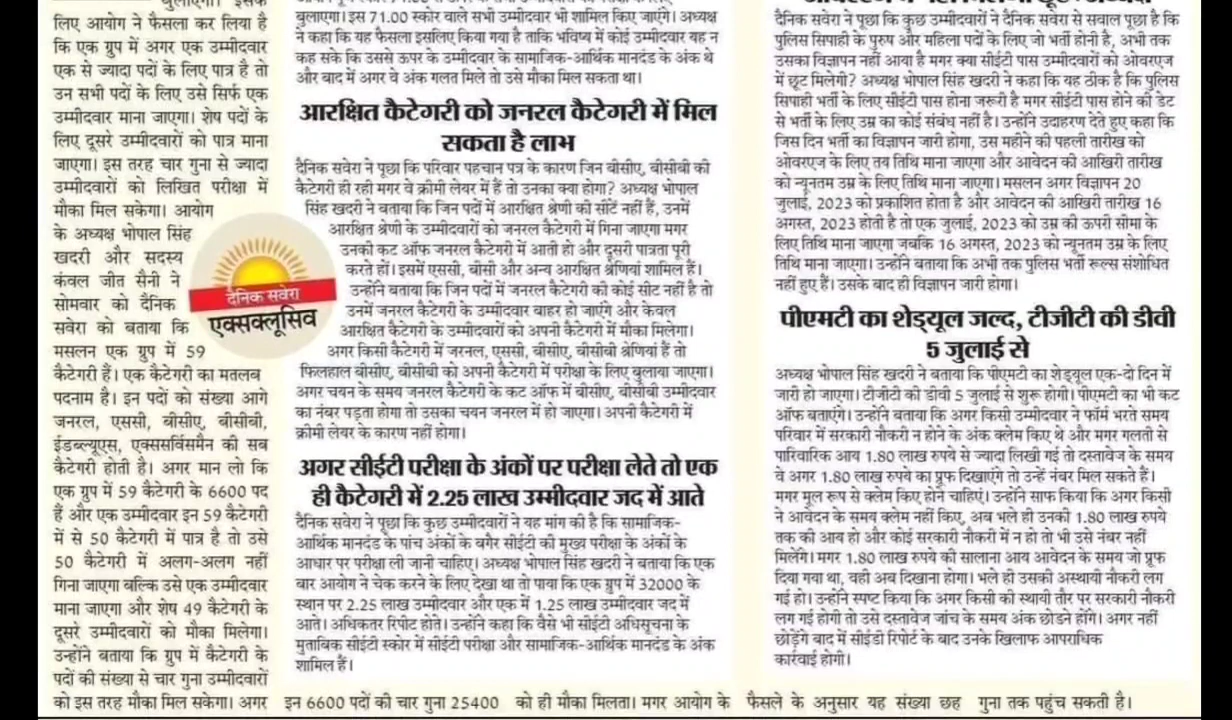 लिए आयोग ने फैसला कर लिया है
कि एक ग्रुप में अगर एक उम्मीदवार
एक से ज्यादा पदों के लिए पात्र है तो
उन सभी पदों के लिए उसे सिर्फ एक
उम्मीदवार माना जाएगा। शेष पदों के
लिए दूसरे उम्मीदवारों को पात्र माना
जाएगा। इस तरह चार गुना से ज्यादा
उम्मीदवारों को लिखित परीक्षा में
मौका मिल सकेगा। आयोग
के अध्यक्ष भोपाल सिंह
खदरी और सदस्य
कंवल जीत सैनी ने
सोमवार को दैनिक
सवेरा को बताया कि
मसलन एक ग्रुप में 59
कैटेगरी हैं। एक कैटेगरी का मतलब
पदनाम है। इन पदों की संख्या आगे
जनरल, एससी, बीसीए, बीसीबी,
ईडब्ल्यूएस, एक्ससर्विसमैन की सब
कैटेगरी होती है। अगर मान लो कि
एक ग्रुप में 59 कैटेगरी के 6600 पद
हैं और एक उम्मीदवार इन 59 कैटेगरी
में से 50 कैटेगरी में पात्र है तो उसे
50 कैटेगरी में अलग-अलग नहीं
गिना जाएगा बल्कि उसे एक उम्मीदवार
माना जाएगा और शेष 49 कैटेगरी के
दूसरे उम्मीदवारों को मौका मिलेगा।
उन्होंने बताया कि ग्रुप में कैटेगरी के
पदों की संख्या से चार गुना उम्मीदवारों
को इस तरह मौका मिल सकेगा। अगर इन 6600 पदों की चार गुना 25400 को ही मौका मिलता। मगर आयोग के फैसले के अनुसार यह संख्या छह गुना तक पहुंच सकती है।
दैनिक सवेरा
एक्सक्लूसिव
बुलाएगा। इस 71.00 स्कोर वाले सभी उम्मीदवार भी शामिल किए जाएंगे। अध्यक्ष
ने कहा कि यह फैसला इसलिए किया गया है ताकि भविष्य में कोई उम्मीदवार यह न
कह सके कि उससे ऊपर के उम्मीदवार के सामाजिक-आर्थिक मानदंड के अंक थे
और बाद में अगर वे अंक गलत मिले तो उसे मौका मिल सकता था।
आरक्षित कैटेगरी को जनरल कैटेगरी में मिल
सकता है लाभ
दैनिक सवेरा ने पूछा कि परिवार पहचान पत्र के कारण जिन बीसीए, बीसीबी की
कैटेगरी ही रही मगर वे क्रीमी लेयर में हैं तो उनका क्या होगा? अध्यक्ष भोपाल
सिंह खदरी ने बताया कि जिन पदों में आरक्षित श्रेणी की सीटें नहीं हैं, उनमें
आरक्षित श्रेणी के उम्मीदवारों को जनरल कैटेगरी में गिना जाएगा मगर
उनकी कट ऑफ जनरल कैटेगरी में आती हो और दूसरी पात्रता पूरी
करते हों। इसमें एससी, बीसी और अन्य आरक्षित श्रेणियां शामिल हैं।
उन्होंने बताया कि जिन पदों में जनरल कैटेगरी की कोई सीट नहीं है तो
उनमें जनरल कैटेगरी के उम्मीदवार बाहर हो जाएंगे और केवल
आरक्षित कैटेगरी के उम्मीदवारों को अपनी कैटेगरी में मौका मिलेगा।
अगर किसी कैटेगरी में जरनल, एससी, बीसीए, बीसीबी श्रेणियां हैं तो
फिलहाल बीसीए, बीसीबी को अपनी कैटेगरी में परीक्षा के लिए बुलाया जाएगा।
अगर चयन के समय जनरल कैटेगरी के कट ऑफ में बीसीए, बीसीबी उम्मीदवार
का नंबर पड़ता होगा तो उसका चयन जनरल में हो जाएगा। अपनी कैटेगरी में
क्रीमी लेयर के कारण नहीं होगा।
अगर सीईटी परीक्षा के अंकों पर परीक्षा लेते तो एक
ही कैटेगरी में 2.25 लाख उम्मीदवार जद में आते
दैनिक सवेरा ने पूछा कि कुछ उम्मीदवारों ने यह मांग की है कि सामाजिक-
आर्थिक मानदंड के पांच अंकों के बगैर सीईटी की मुख्य परीक्षा के अंकों के
आधार पर परीक्षा ली जानी चाहिए। अध्यक्ष भोपाल सिंह खदरी ने बताया कि एक
बार आयोग ने चेक करने के लिए देखा था तो पाया कि एक ग्रुप में 32000 के
स्थान पर 2.25 लाख उम्मीदवार और एक में 1.25 लाख उम्मीदवार जद में
आते। अधिकतर रिपीट होते। उन्होंने कहा कि वैसे भी सीईटी अधिसूचना के
मुताबिक सीईटी स्कोर में सीईटी परीक्षा और सामाजिक-आर्थिक मानदंड के अंक
शामिल हैं।
दैनिक सवेरा ने पूछा कि कुछ उम्मीदवारों ने दैनिक सवेरा से सवाल पूछा है कि
पुलिस सिपाही के पुरुष और महिला पदों के लिए जो भर्ती होनी है, अभी तक
उसका विज्ञापन नहीं आया है मगर क्या सीईटी पास उम्मीदवारों को ओवरएज
में छूट मिलेगी? अध्यक्ष भोपाल सिंह खदरी ने कहा कि यह ठीक है कि पुलिस
सिपाही भर्ती के लिए सीईटी पास होना जरूरी है मगर सीईटी पास होने की डेट
से भर्ती के लिए उम्र का कोई संबंध नहीं है। उन्होंने उदाहरण देते हुए कहा कि
जिस दिन भर्ती का विज्ञापन जारी होगा, उस महीने की पहली तारीख को
ओवरएज के लिए तय तिथि माना जाएगा और आवेदन की आखिरी तारीख
को न्यूनतम उम्र के लिए तिथि माना जाएगा। मसलन अगर विज्ञापन 20
जुलाई, 2023 को प्रकाशित होता है और आवेदन की आखिरी तारीख 16
अगस्त, 2023 होती है तो एक जुलाई, 2023 को उम्र की ऊपरी सीमा के
लिए तिथि माना जाएगा जबकि 16 अगस्त, 2023 को न्यूनतम उम्र के लिए
तिथि माना जाएगा। उन्होंने बताया कि अभी तक पुलिस भर्ती रूल्स संशोधित
नहीं हुए हैं। उसके बाद ही विज्ञापन जारी होगा।
पीएमटी का शेड्यूल जल्द, टीजीटी की डीवी
5 जुलाई से
अध्यक्ष भोपाल सिंह खदरी ने बताया कि पीएमटी का शेड्यूल एक-दो दिन में
जारी हो जाएगा। टीजीटी की डीवी 5 जुलाई से शुरू होगी। पीएमटी का भी कट
ऑफ बताएंगे। उन्होंने बताया कि अगर किसी उम्मीदवार ने फॉर्म भरते समय
परिवार में सरकारी नौकरी न होने के अंक क्लेम किए थे और मगर गलती से
पारिवारिक आय 1.80 लाख रुपये से ज्यादा लिखी गई तो दस्तावेज के समय
वे अगर 1.80 लाख रुपये का प्रूफ दिखाएंगे तो उन्हें नंबर मिल सकते हैं।
मगर मूल रूप से क्लेम किए होने चाहिएं। उन्होंने साफ किया कि अगर किसी
ने आवेदन के समय क्लेम नहीं किए, अब भले ही उनकी 1.80 लाख रुपये
तक की आब हो और कोई सरकारी नौकरी में न हो तो भी उसे नंबर नहीं
मिलेंगे। मगर 1.80 लाख रुपये की सालाना आय आवेदन के समय जो प्रूफ
दिया गया था, वही अब दिखाना होगा। भले ही उसकी अस्थायी नौकरी लग
गई हो। उन्होंने स्पष्ट किया कि अगर किसी की स्थायी तौर पर सरकारी नौकरी
लग गई होगी तो उसे दस्तावेज जांच के समय अंक छोडने होंगे। अगर नहीं
छोड़ेंगे बाद में सीईडी रिपोर्ट के बाद उनके खिलाफ आपराधिक
कार्रवाई होगी।